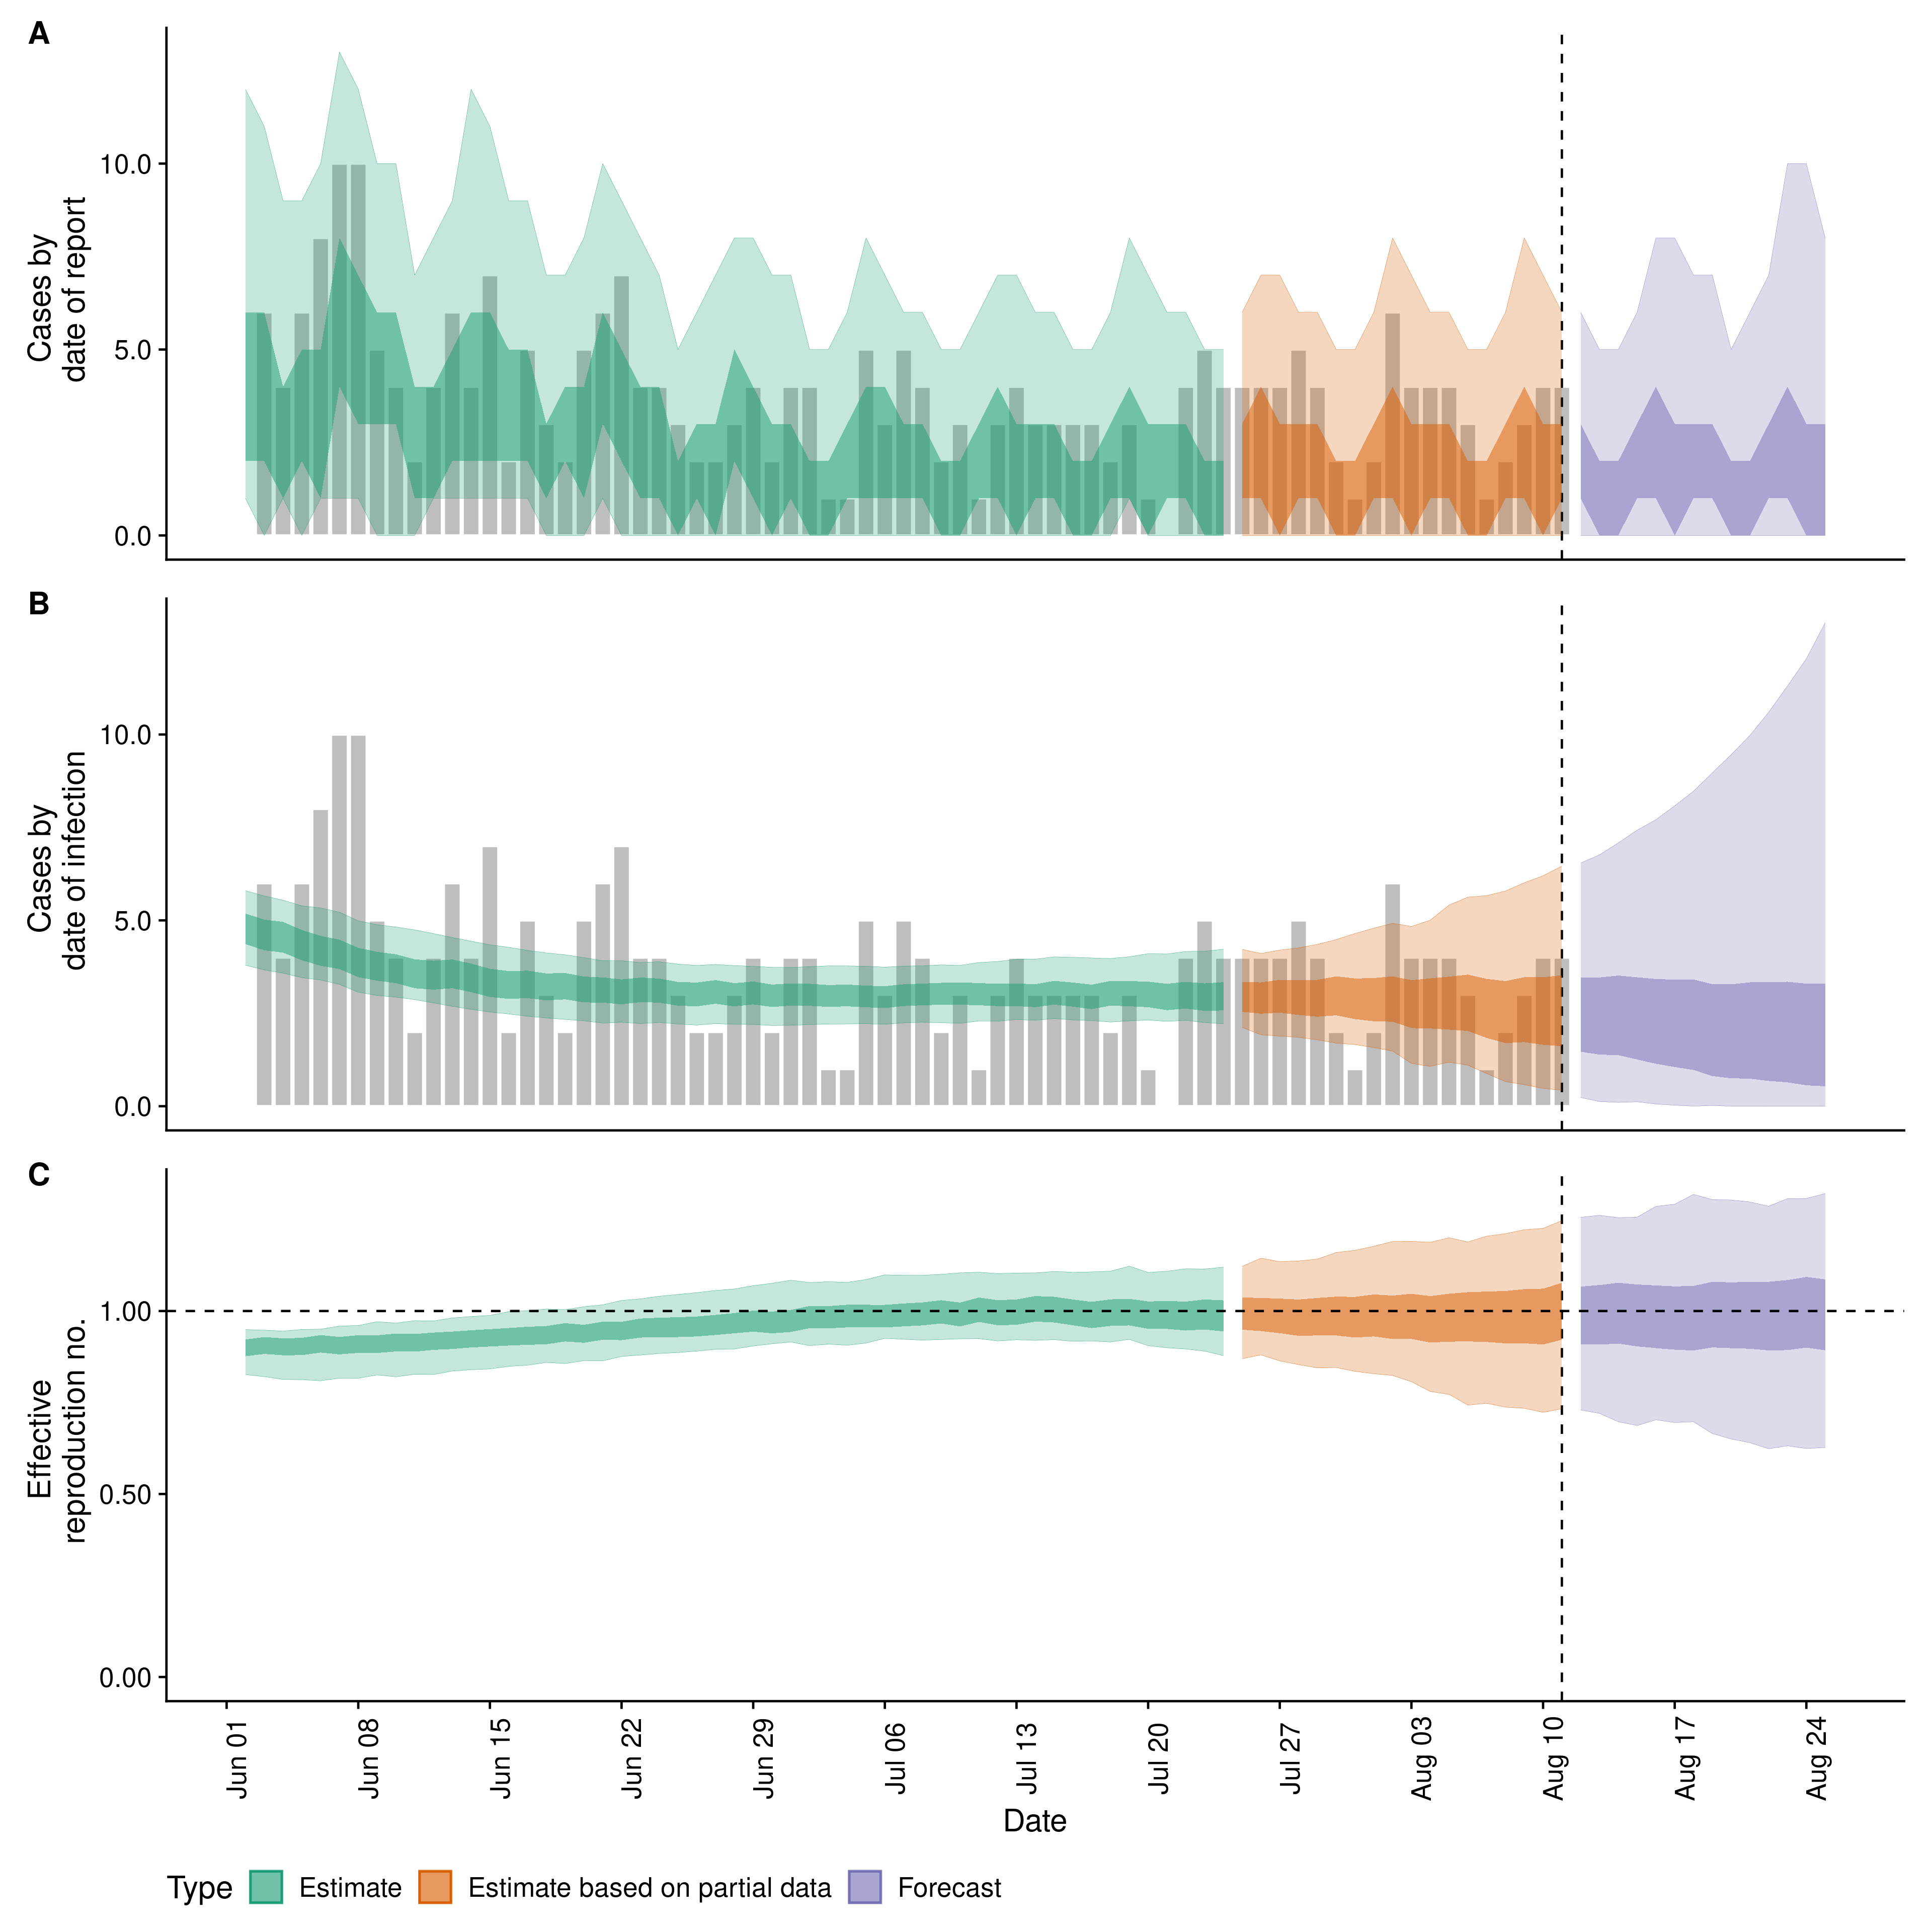 A
Cases by
date of report
10.0
5.0
0.0
B
Cases by
date of infection
10.0
5.0
0.0
C
Effective
reproduction no.
1.00
0.50
0.00
Jun 01
Jun 08
Jun 15
Jun 22
Jun 29
Jul 06
Jul 13
Jul 20
Jul 27
Aug 03
Aug 10
Aug 17
Aug 24
Date
Type Estimate Estimate based on partial data Forecast